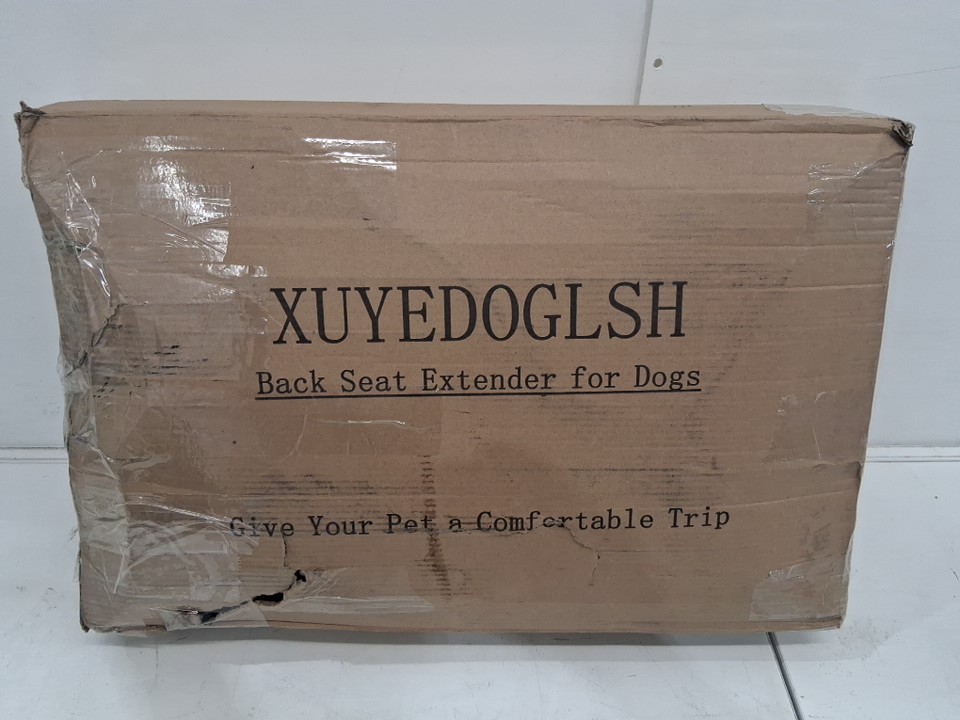 XUYEDOGLSH
Back Seat Extender for Dogs
Give Your Pet a Comfortable Trip